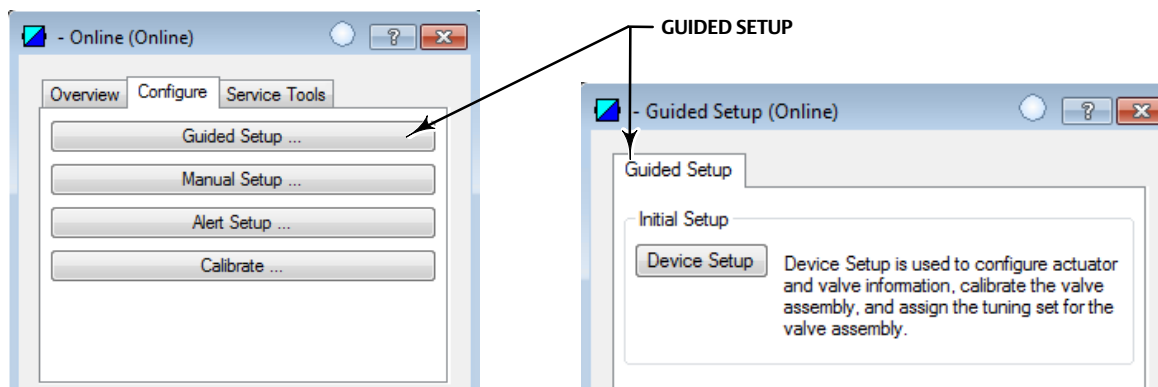 - Online (Online)
?
GUIDED SETUP
Overview Configure Service Tools
Guided Setup ...
Manual Setup ...
Alert Setup ...
Calibrate ...
- Guided Setup (Online)
?
Guided Setup
Initial Setup
Device Setup
Device Setup is used to configure actuator
and valve information, calibrate the valve
assembly, and assign the tuning set for the
valve assembly.